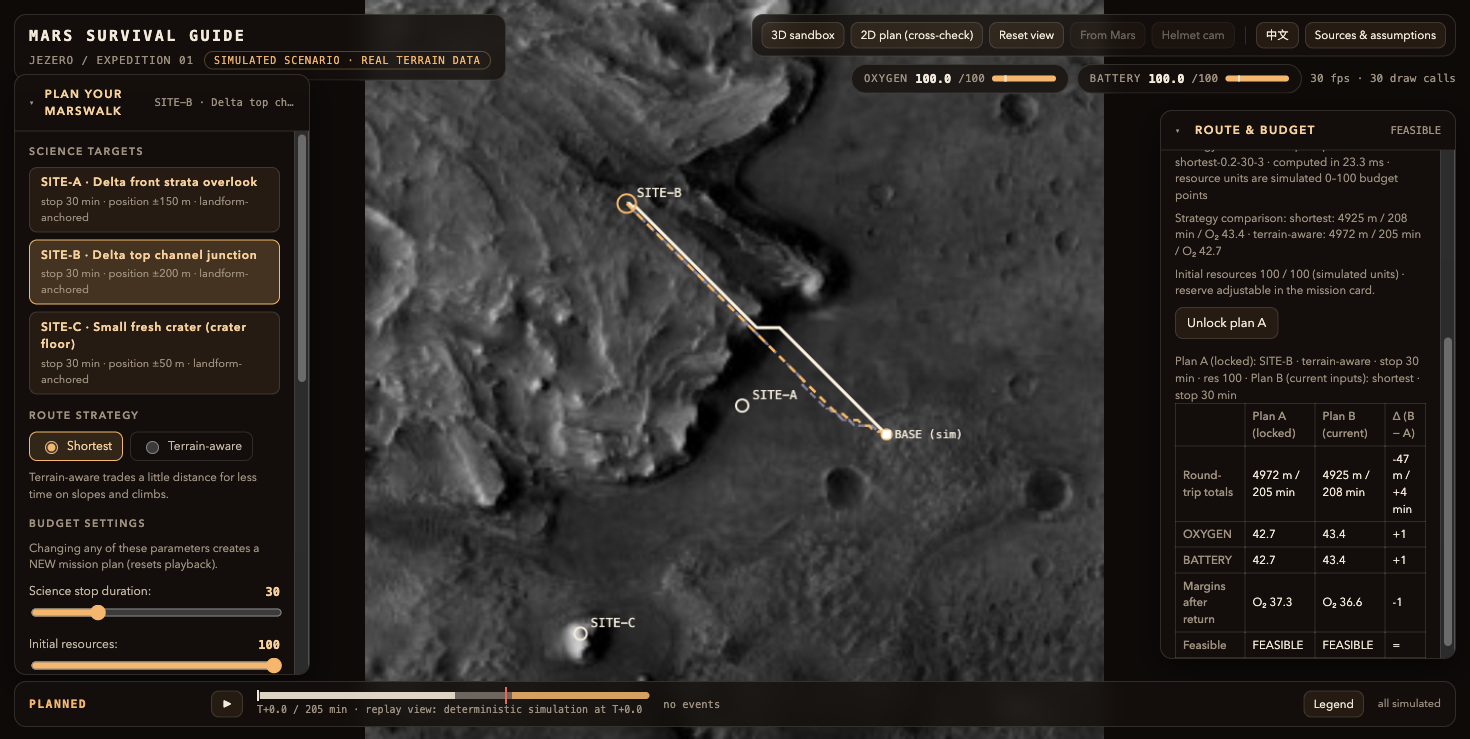 MARS SURVIVAL GUIDE
JEZERO / EXPEDITION 01 SIMULATED SCENARIO · REAL TERRAIN DATA
3D sandbox 2D plan (cross-check) Reset view From Mars Helmet cam 中文 Sources & assumptions
OXYGEN 100.0 /100 BATTERY 100.0 /100 30 fps · 30 draw calls
PLAN YOUR
MARSWALK
SITE-B · Delta top ch…
SCIENCE TARGETS
SITE-A · Delta front strata overlook
stop 30 min · position ±150 m · landform-
anchored
SITE-B · Delta top channel junction
stop 30 min · position ±200 m · landform-
anchored
SITE-C · Small fresh crater (crater
floor)
stop 30 min · position ±50 m · landform-
anchored
ROUTE STRATEGY
Shortest Terrain-aware
Terrain-aware trades a little distance for less
time on slopes and climbs.
BUDGET SETTINGS
Changing any of these parameters creates a
NEW mission plan (resets playback).
Science stop duration: 30
Initial resources: 100
SITE-B
SITE-A
BASE (sim)
SITE-C
ROUTE & BUDGET FEASIBLE
shortest-0.2-30-3 · computed in 23.3 ms ·
resource units are simulated 0–100 budget
points
Strategy comparison: shortest: 4925 m / 208
min / O₂ 43.4 · terrain-aware: 4972 m / 205 min
/ O₂ 42.7
Initial resources 100 / 100 (simulated units) ·
reserve adjustable in the mission card.
Unlock plan A
Plan A (locked): SITE-B · terrain-aware · stop 30
min · res 100 · Plan B (current inputs): shortest ·
stop 30 min
Plan A
(locked)
Plan B
(current)
Δ (B
– A)
Round-
trip totals
4972 m /
205 min
4925 m /
208 min
-47
m /
+4
min
OXYGEN 42.7 43.4 +1
BATTERY 42.7 43.4 +1
Margins
after
return
O₂ 37.3 O₂ 36.6 -1
Feasible FEASIBLE FEASIBLE =
PLANNED
T+0.0 / 205 min · replay view: deterministic simulation at T+0.0
no events
Legend all simulated